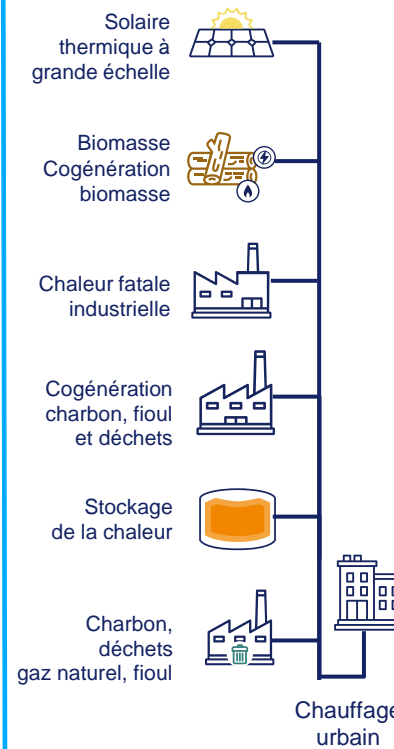 Solaire
thermique à
grande échelle
Biomasse
Cogénération
biomasse
Chaleur fatale
industrielle
Cogénération
charbon, fioul
et déchets
Stockage
de la chaleur
Charbon,
déchets
gaz naturel, fioul
Chauffage
urbain